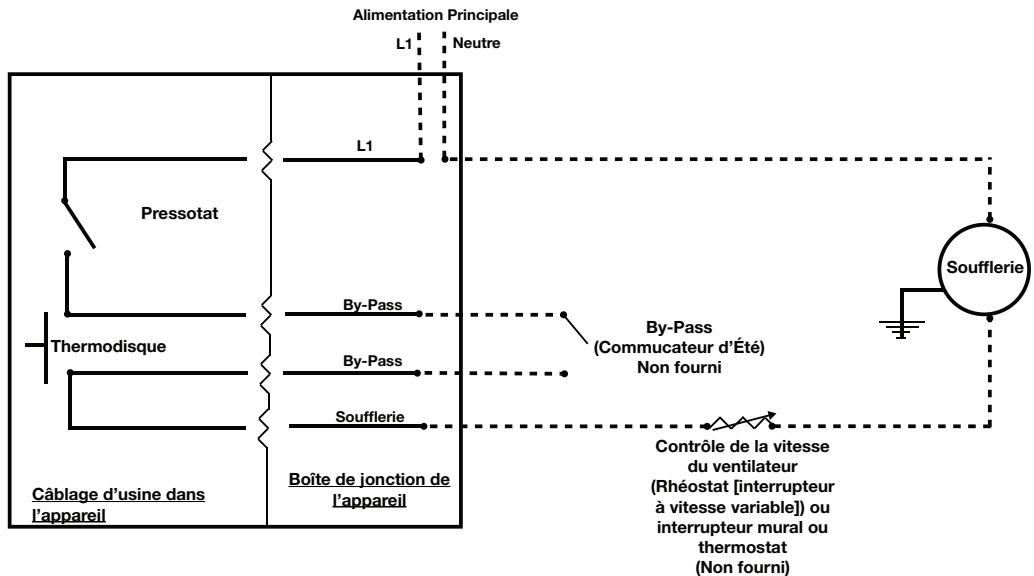 Alimentation Principale
L1
Neutre
L1
Pressotat
Soufflerie
By-Pass
By-Pass
(Commucateur d'Été)
Non fourni
Thermodisque
By-Pass
Soufflerie
Contrôle de la vitesse
du ventilateur
(Rhéostat [interrupteur
à vitesse variable]) ou
interrupteur mural ou
thermostat
(Non fourni)
Câblage d'usine dans
l'appareil
Boîte de jonction de
l'appareil